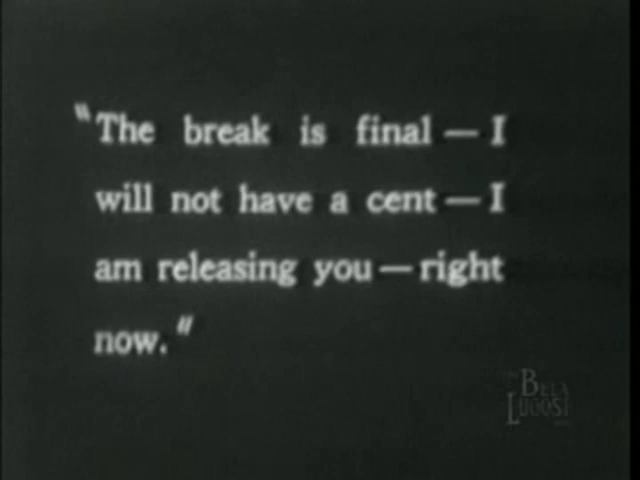 "The break is final — I
will not have a cent — I
am releasing you — right
now."
BELA
LUGOSI